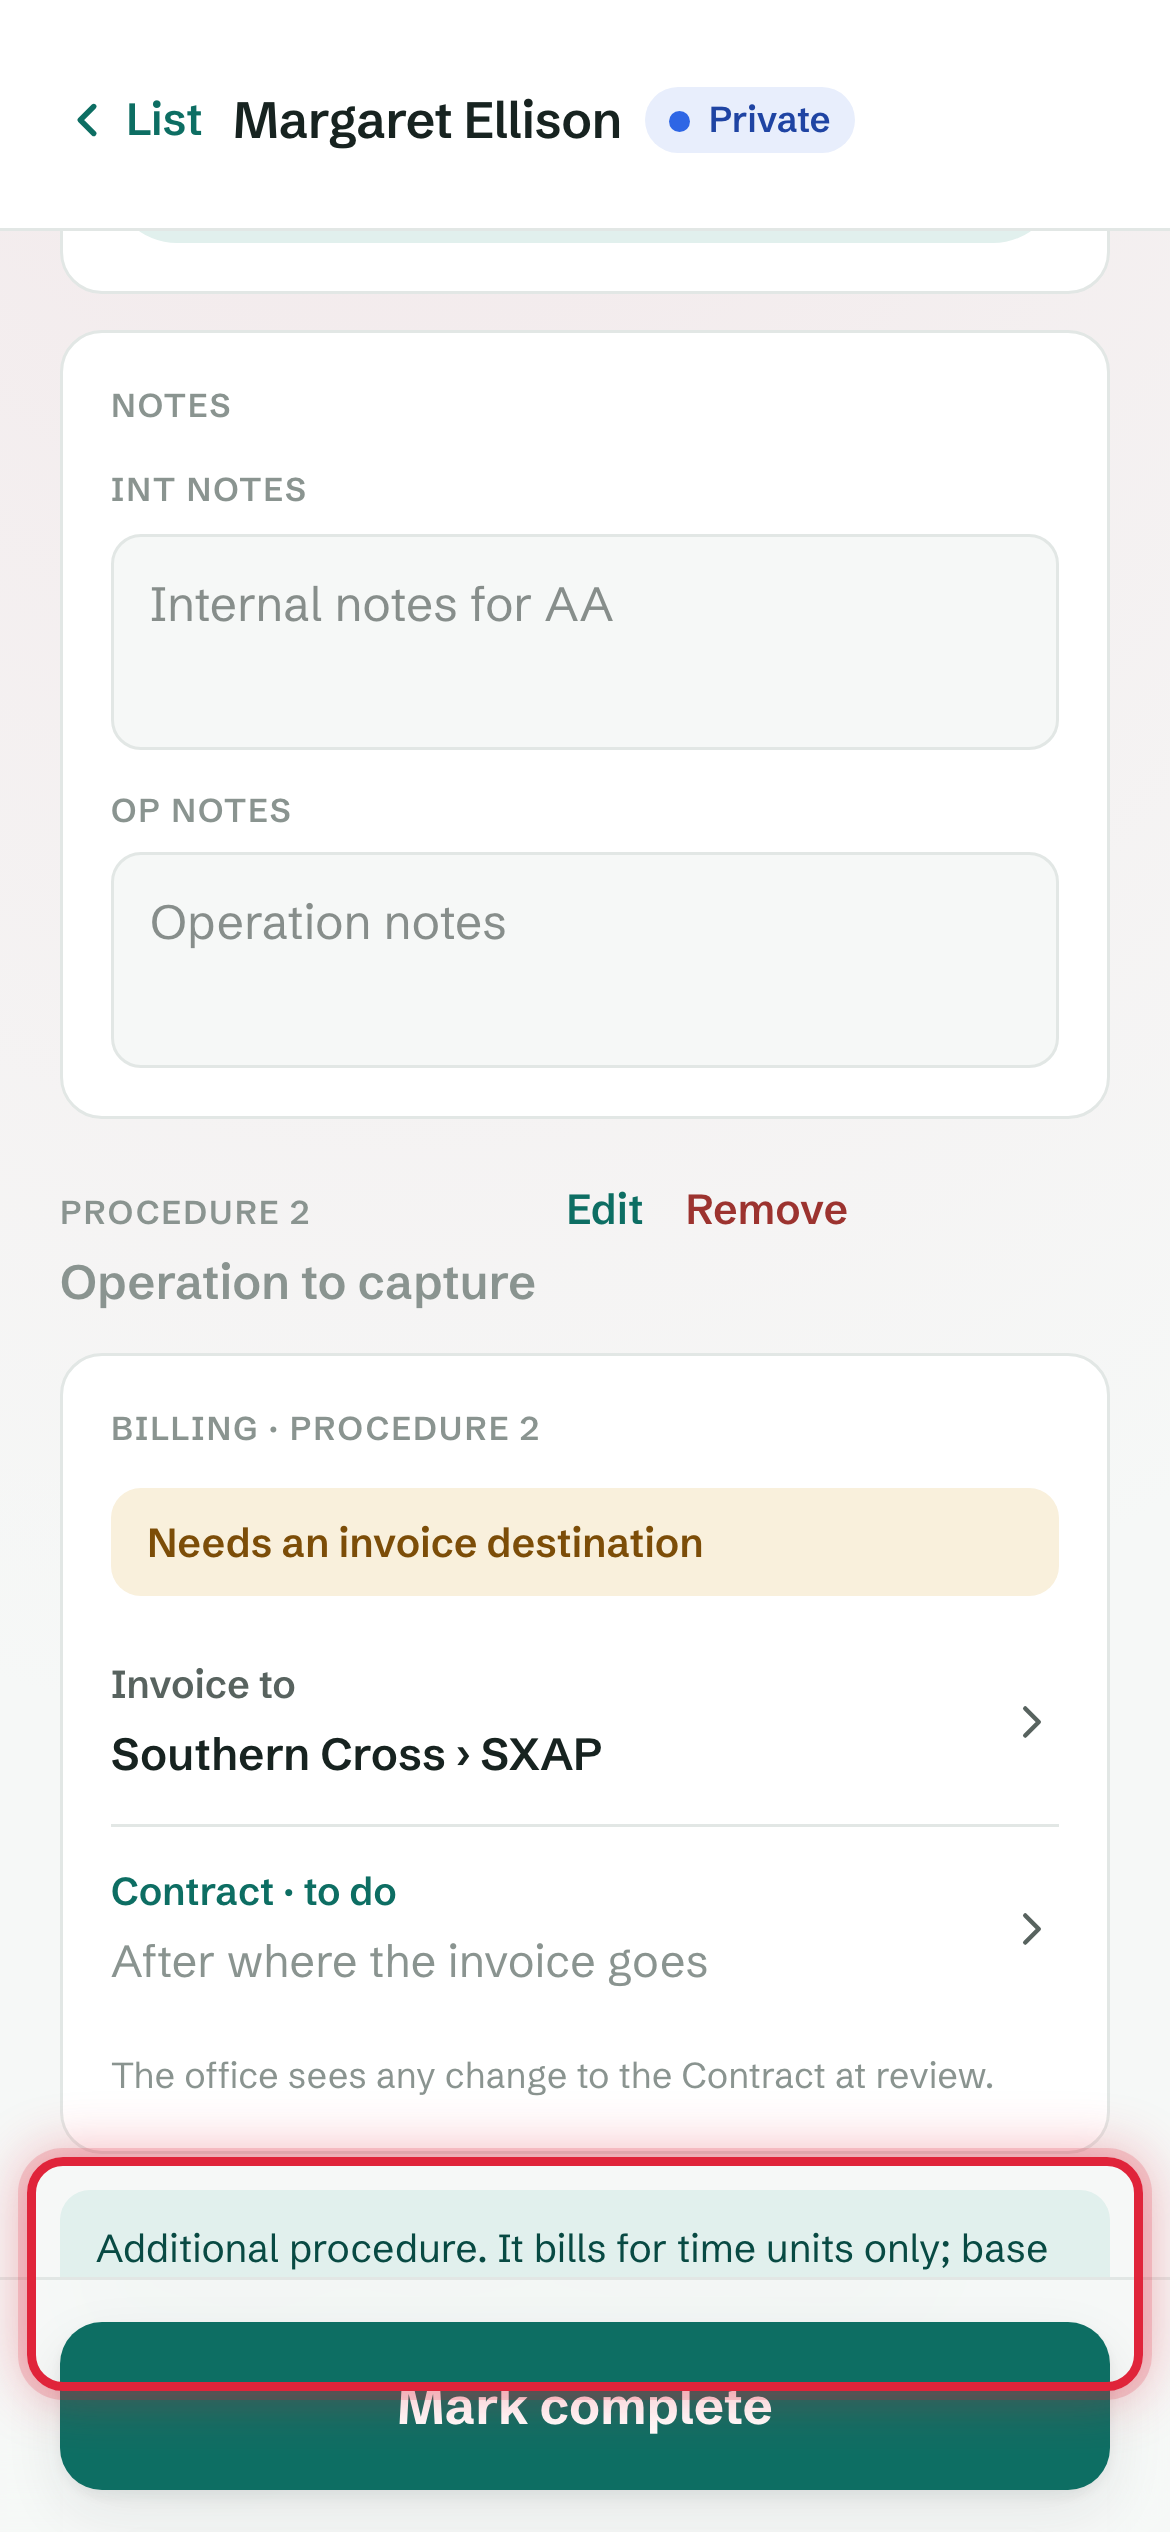 List Margaret Ellison Private
NOTES
INT NOTES
Internal notes for AA
OP NOTES
Operation notes
PROCEDURE 2 Edit Remove
Operation to capture
BILLING · PROCEDURE 2
Needs an invoice destination
Invoice to
Southern Cross › SXAP
Contract · to do
After where the invoice goes
The office sees any change to the Contract at review.
Additional procedure. It bills for time units only; base
Mark complete